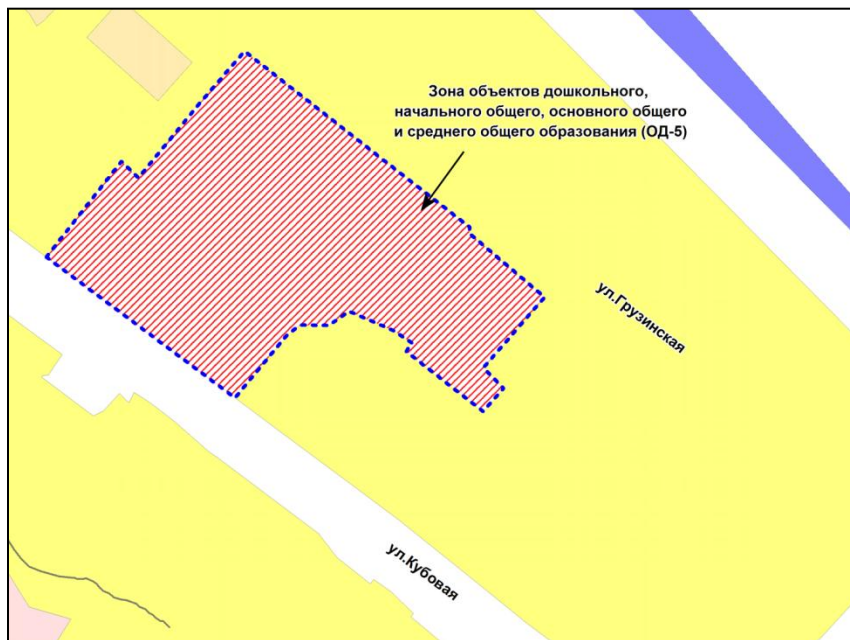 Зона объектов дошкольного,
начального общего, основного общего
и среднего общего образования (ОД-5)
ул.Грузинская
ул.Кубовая